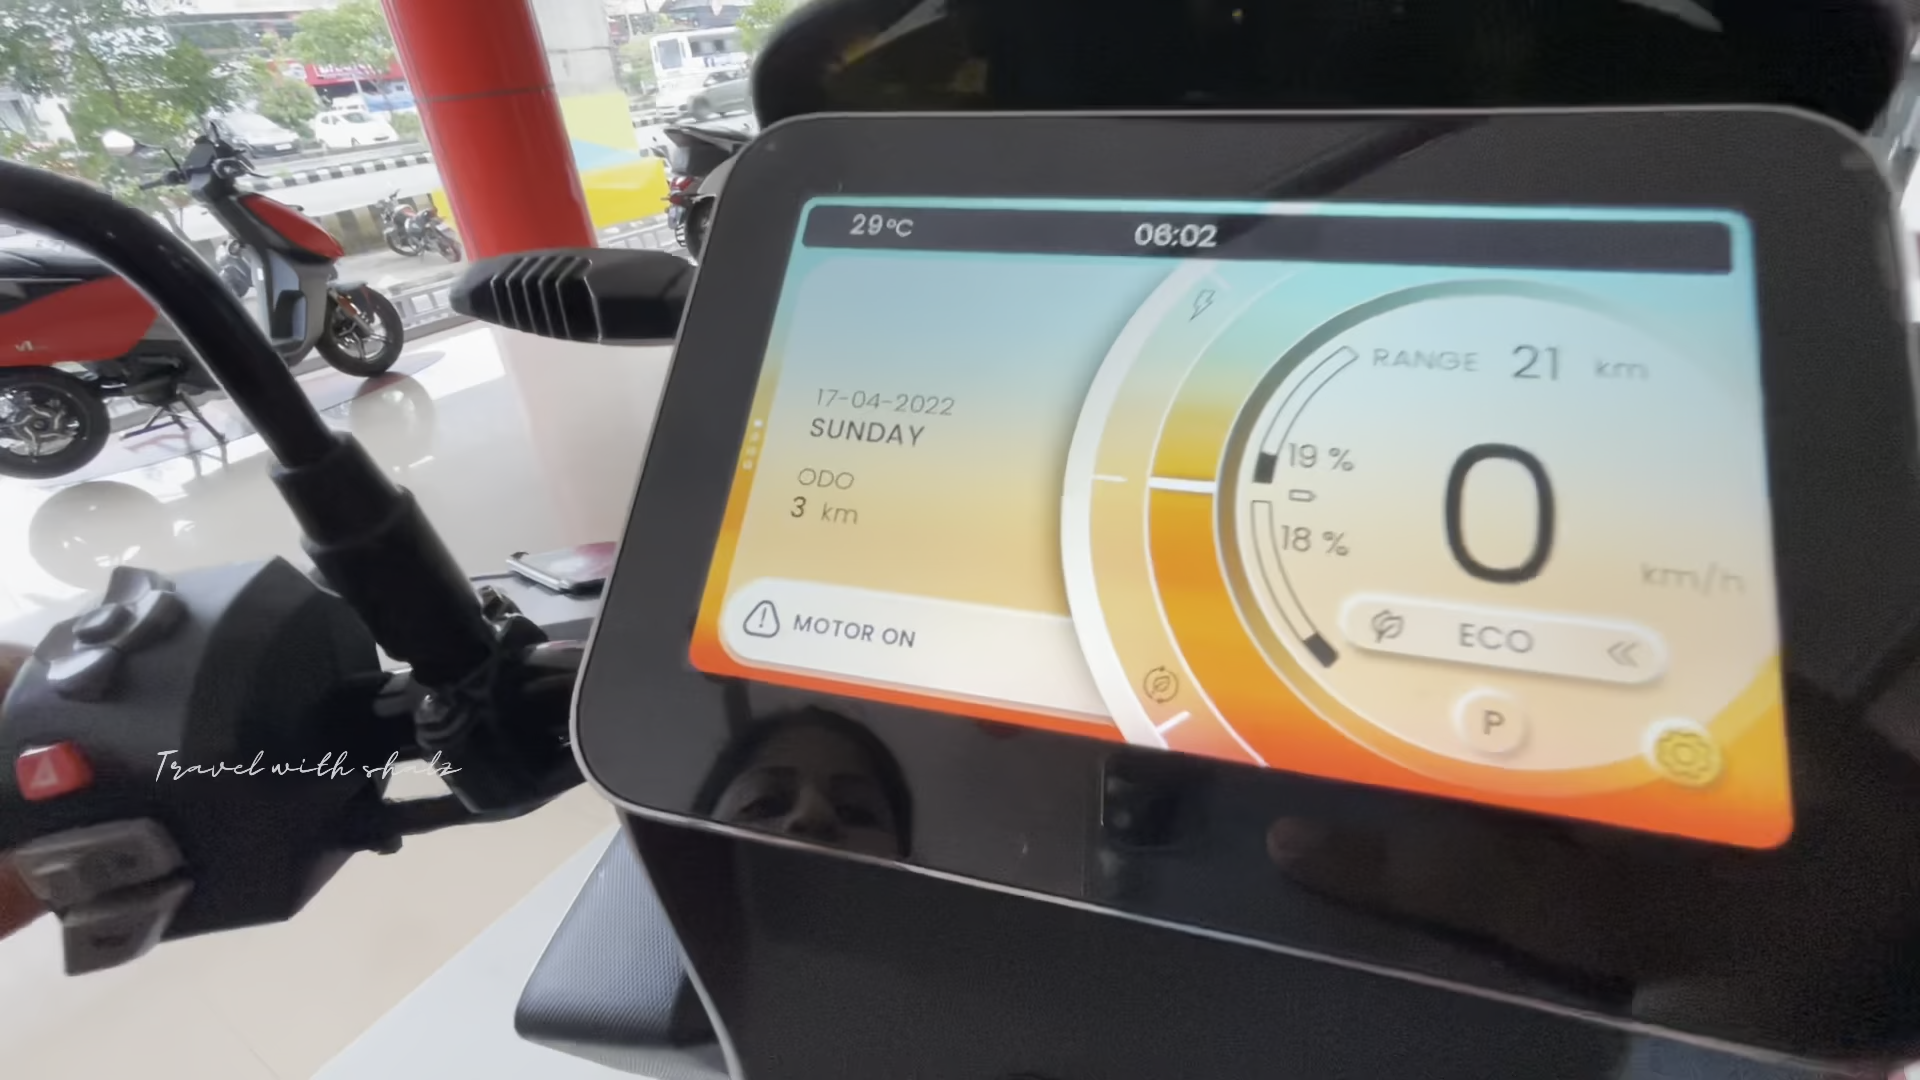 29°C
06:02
RANGE 21 km
17-04-2022
SUNDAY
19 %
0
ODO
3 km
18 %
km/h
MOTOR ON
ECO
P
Travel with shalz
V1